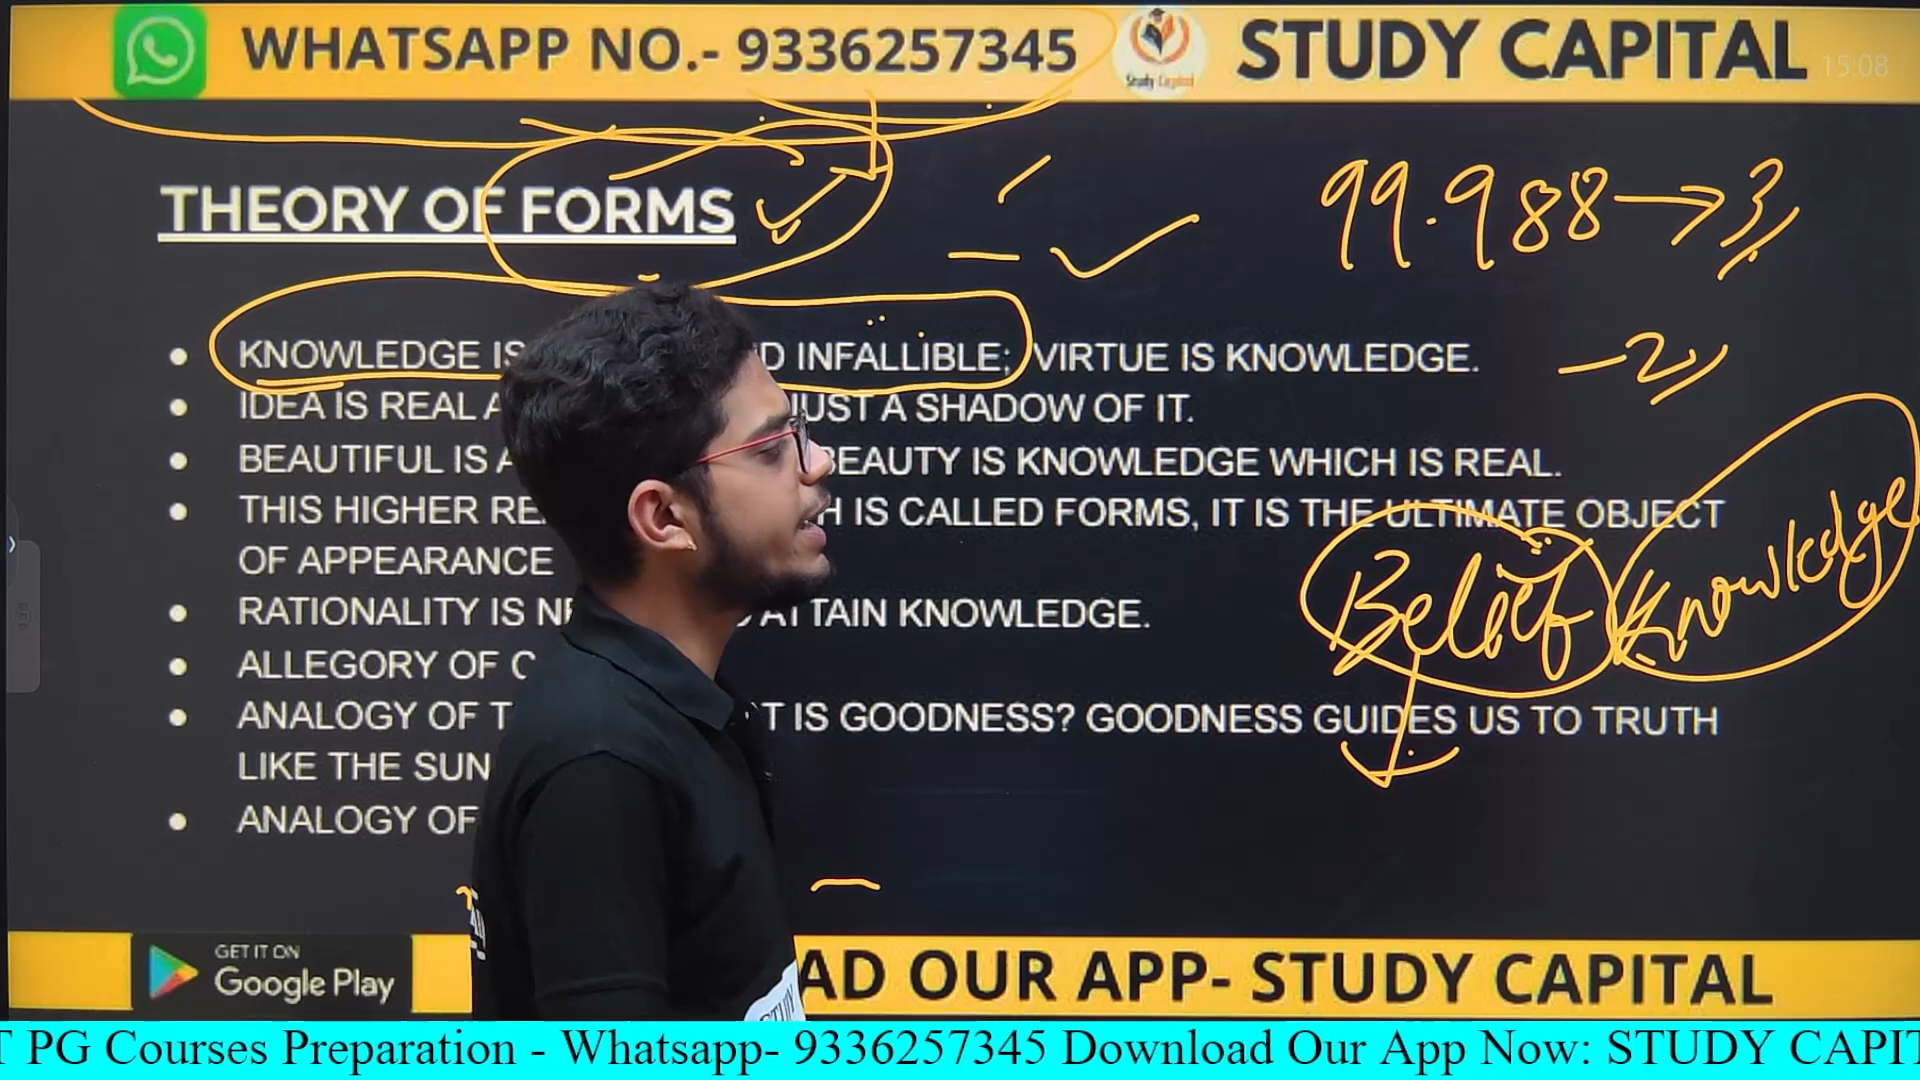 WHATSAPP NO.- 9336257345
Study Capital
STUDY CAPITAL
15:08
THEORY OF FORMS
99.988→3
• KNOWLEDGE IS D INFALLIBLE; VIRTUE IS KNOWLEDGE.
-2
• IDEA IS REAL A JUST A SHADOW OF IT.
• BEAUTIFUL IS A BEAUTY IS KNOWLEDGE WHICH IS REAL.
• THIS HIGHER RE H IS CALLED FORMS, IT IS THE ULTIMATE OBJECT
OF APPEARANCE
Belief Knowledge
• RATIONALITY IS NE ATTAIN KNOWLEDGE.
• ALLEGORY OF C
• ANALOGY OF T T IS GOODNESS? GOODNESS GUIDES US TO TRUTH
LIKE THE SUN
• ANALOGY OF
GET IT ON
Google Play
AD OUR APP- STUDY CAPITAL
STUDY
T PG Courses Preparation - Whatsapp- 9336257345 Download Our App Now: STUDY CAPIT